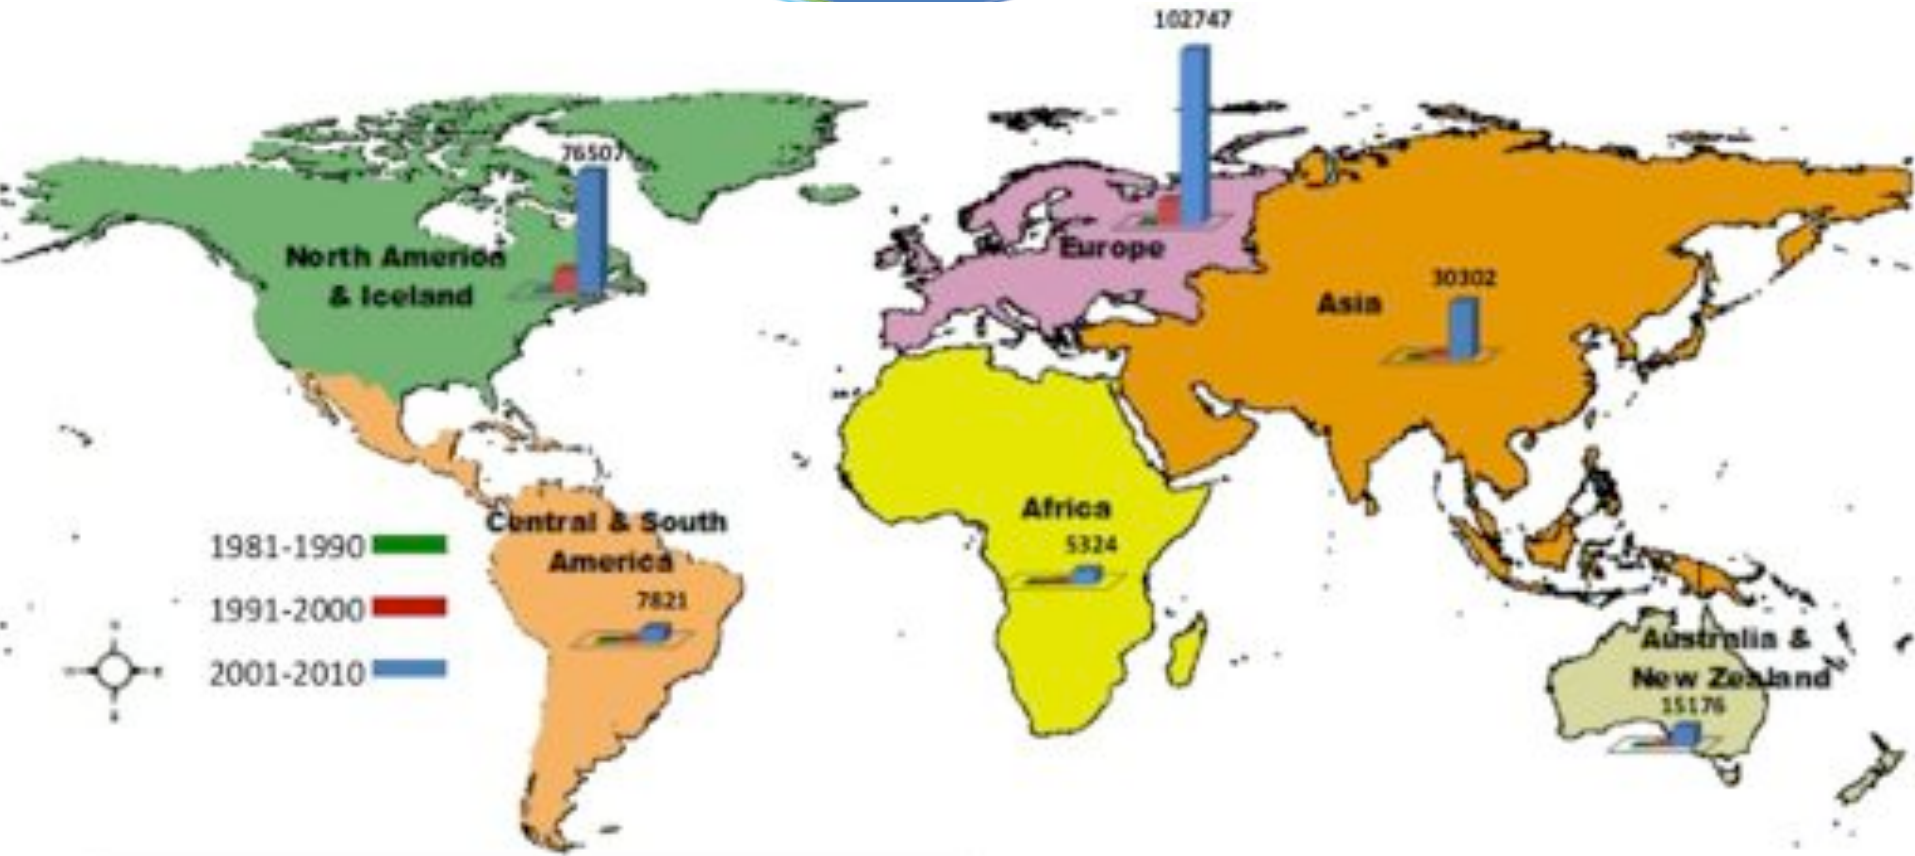 102747
76507
North America
& Iceland
Europe
30302
Asia
Africa
5324
Central & South
America
7821
1981-1990
1991-2000
2001-2010
Australia &
New Zealand
15176